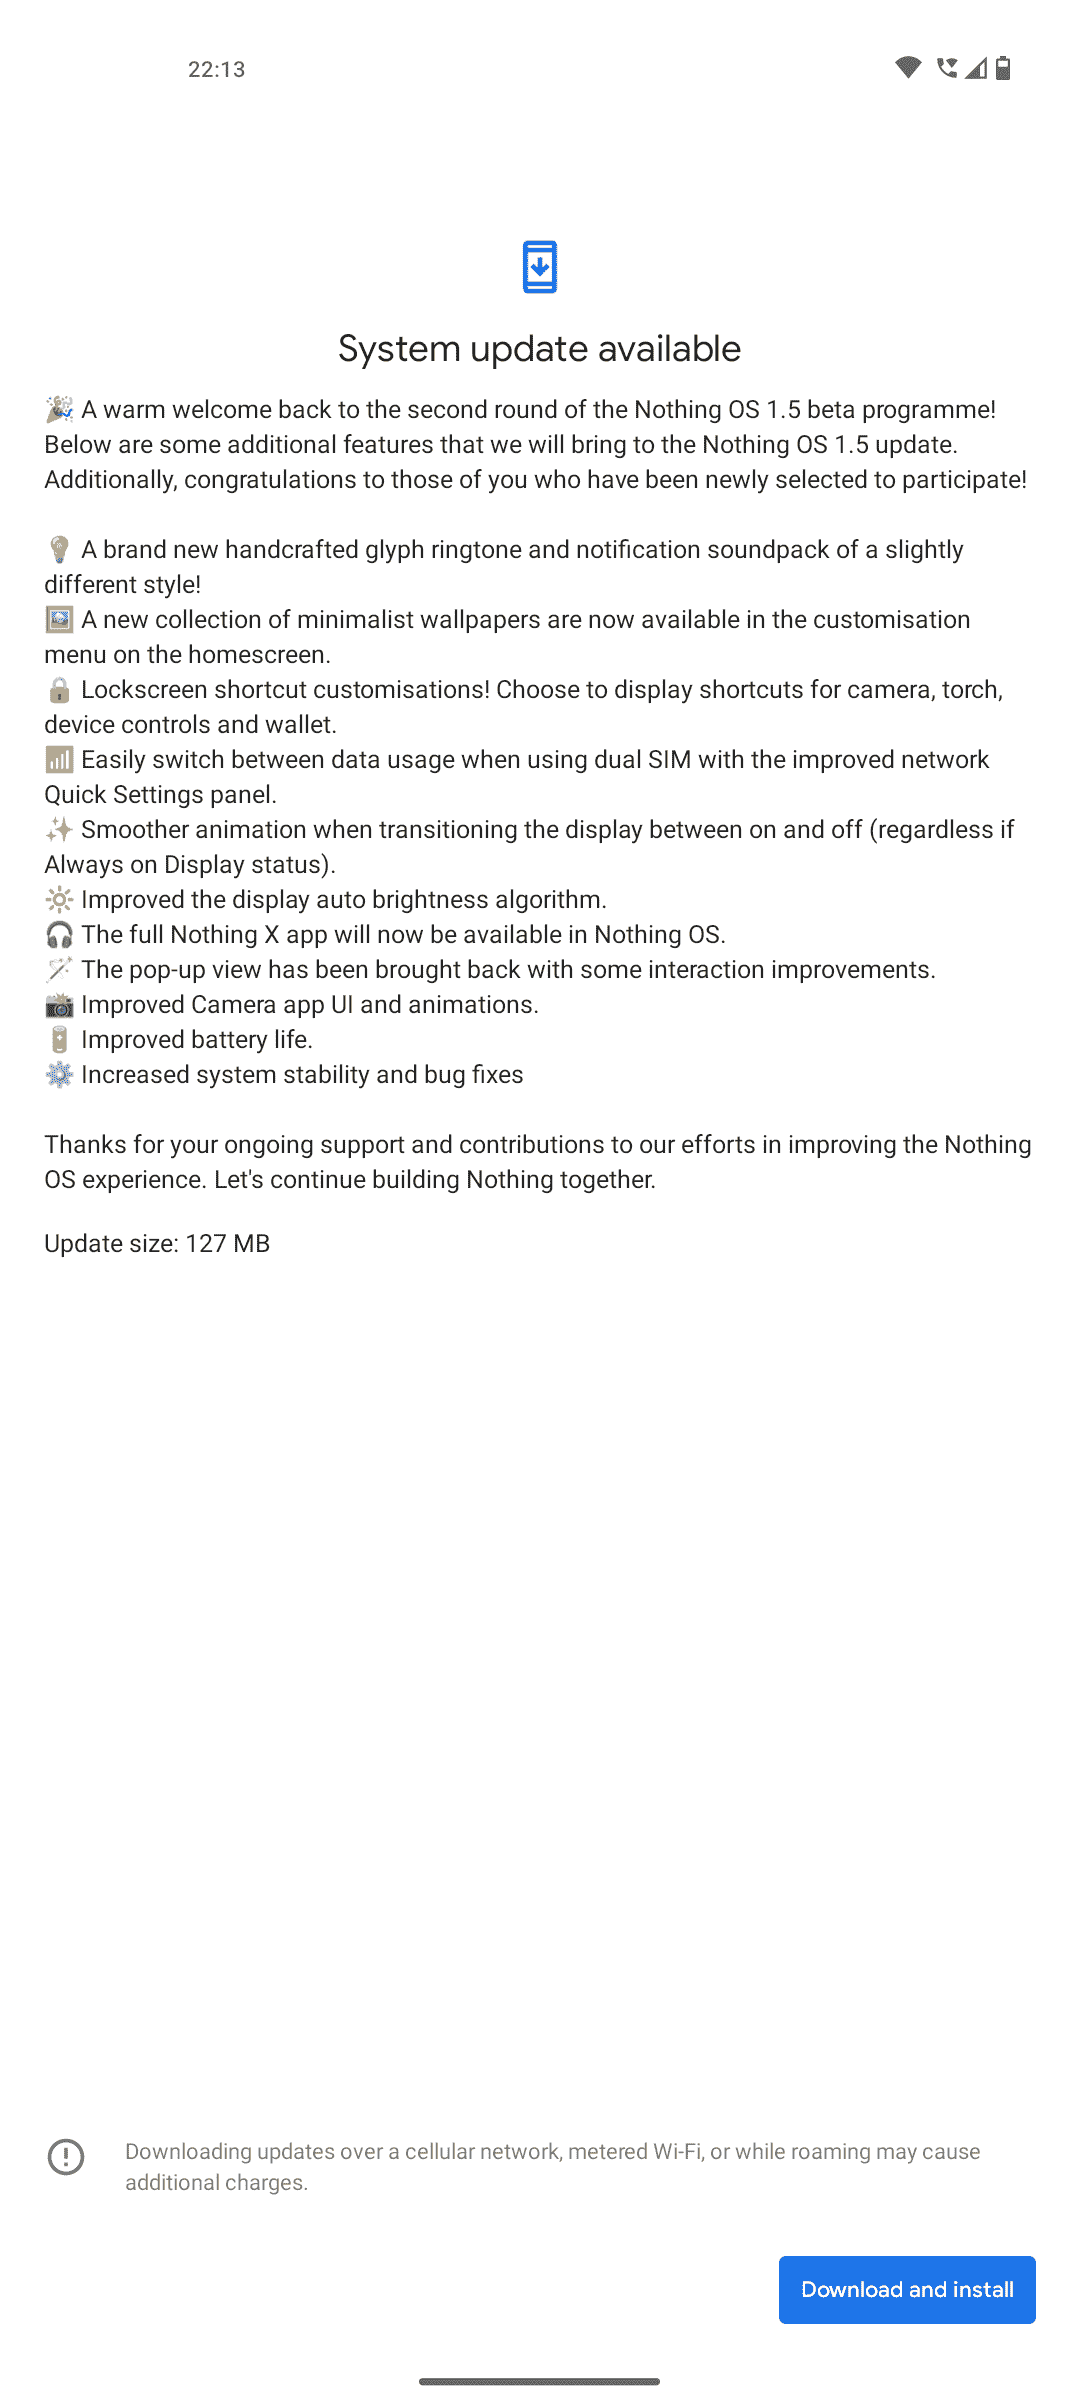 22:13
System update available
🎉 A warm welcome back to the second round of the Nothing OS 1.5 beta programme!
Below are some additional features that we will bring to the Nothing OS 1.5 update.
Additionally, congratulations to those of you who have been newly selected to participate!
💡 A brand new handcrafted glyph ringtone and notification soundpack of a slightly
different style!
🖼️ A new collection of minimalist wallpapers are now available in the customisation
menu on the homescreen.
🔒 Lockscreen shortcut customisations! Choose to display shortcuts for camera, torch,
device controls and wallet.
📶 Easily switch between data usage when using dual SIM with the improved network
Quick Settings panel.
✨ Smoother animation when transitioning the display between on and off (regardless if
Always on Display status).
🔆 Improved the display auto brightness algorithm.
🎧 The full Nothing X app will now be available in Nothing OS.
🪄 The pop-up view has been brought back with some interaction improvements.
📸 Improved Camera app UI and animations.
🔋 Improved battery life.
⚙️ Increased system stability and bug fixes
Thanks for your ongoing support and contributions to our efforts in improving the Nothing
OS experience. Let's continue building Nothing together.
Update size: 127 MB
Downloading updates over a cellular network, metered Wi-Fi, or while roaming may cause
additional charges.
Download and install